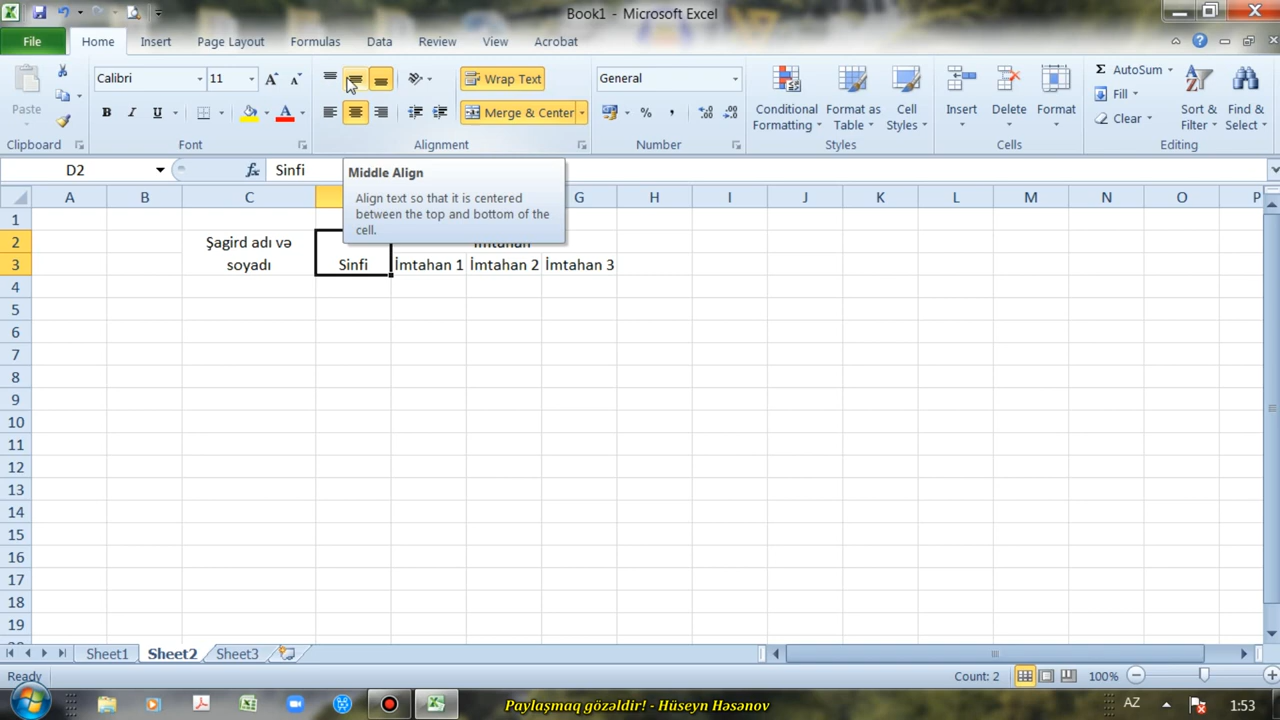 Book1 - Microsoft Excel
File Home Insert Page Layout Formulas Data Review View Acrobat
Paste
Calibri 11
B I U A
Wrap Text
Merge & Center
General
% ,
Conditional Formatting
Format as Table
Cell Styles
Insert
Delete
Format
Σ AutoSum
Fill
Clear
Sort & Filter
Find & Select
Clipboard Font Alignment Number Styles Cells Editing
D2 fx Sinfi
Middle Align
Align text so that it is centered
between the top and bottom of the
cell.
A B C G H I J K L M N O P
1
2 Şagird adı və
3 soyadı Sinfi İmtahan 1 İmtahan 2 İmtahan 3
4
5
6
7
8
9
10
11
12
13
14
15
16
17
18
19
Sheet1 Sheet2 Sheet3
Ready Count: 2 100%
Paylaşmaq gözəldir! - Hüseyn Həsənov AZ 1:53